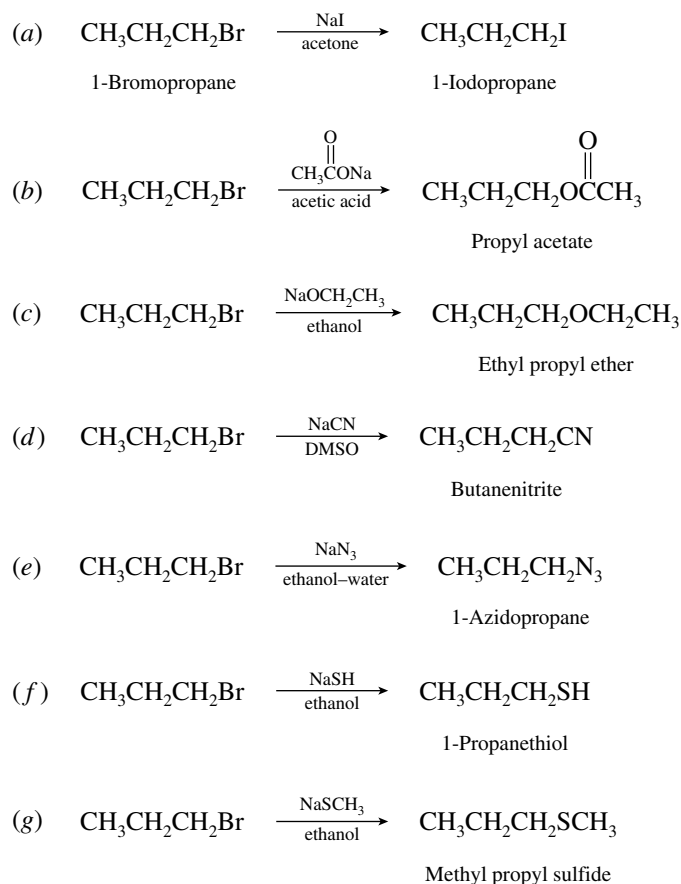 (a) CH₃CH₂CH₂Br NaI acetone CH₃CH₂CH₂I
1-Bromopropane 1-Iodopropane
O
O
(b) CH₃CH₂CH₂Br CH₃CONa acetic acid CH₃CH₂CH₂OCCH₃
Propyl acetate
(c) CH₃CH₂CH₂Br NaOCH₂CH₃ ethanol CH₃CH₂CH₂OCH₂CH₃
Ethyl propyl ether
(d) CH₃CH₂CH₂Br NaCN DMSO CH₃CH₂CH₂CN
Butanenitrite
(e) CH₃CH₂CH₂Br NaN₃ ethanol–water CH₃CH₂CH₂N₃
1-Azidopropane
(f) CH₃CH₂CH₂Br NaSH ethanol CH₃CH₂CH₂SH
1-Propanethiol
(g) CH₃CH₂CH₂Br NaSCH₃ ethanol CH₃CH₂CH₂SCH₃
Methyl propyl sulfide